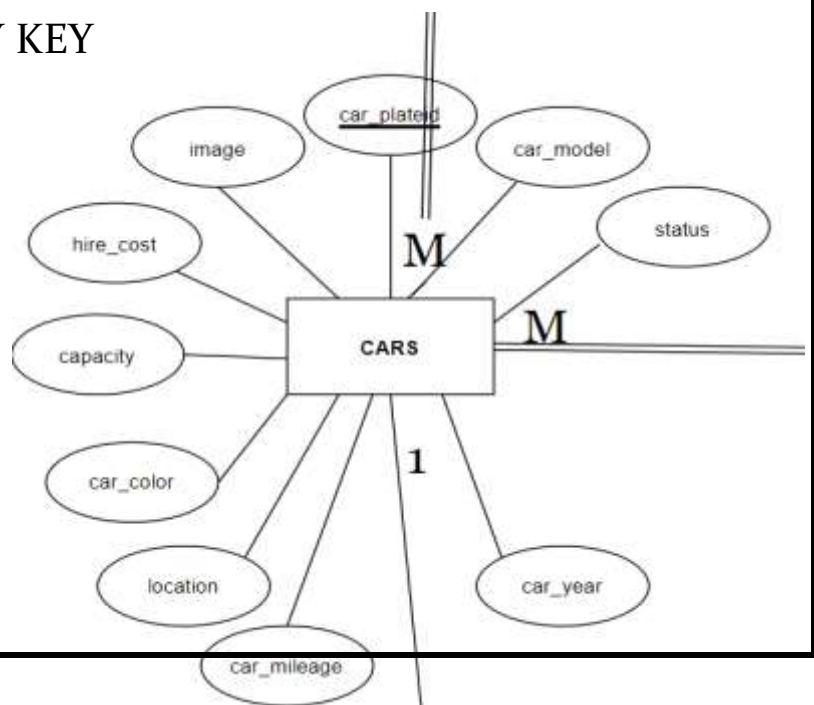 KEY
car_plateid
image
car_model
hire_cost
status
M
M
CARS
capacity
1
car_color
location
car_year
car_mileage